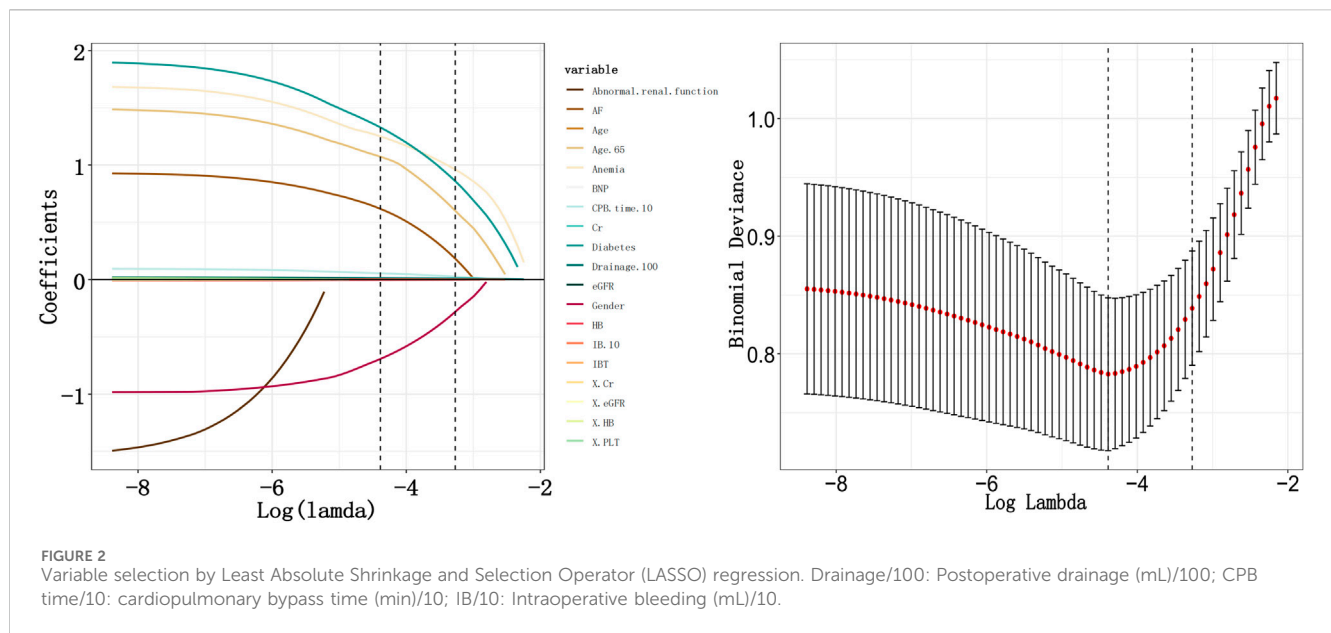 2
1
0
-1
Coefficients
-8
-6
-4
-2
Log(lamda)
variable
Abnormal.renal.function
AF
Age
Age.65
Anemia
BNP
CPB.time.10
Cr
Diabetes
Drainage.100
eGFR
Gender
HB
IB.10
IBT
X.Cr
X.eGFR
X.HB
X.PLT
1.0
0.9
0.8
Binomial Deviance
-8
-6
-4
-2
Log Lambda
FIGURE 2
Variable selection by Least Absolute Shrinkage and Selection Operator (LASSO) regression. Drainage/100: Postoperative drainage (mL)/100; CPB
time/10: cardiopulmonary bypass time (min)/10; IB/10: Intraoperative bleeding (mL)/10.